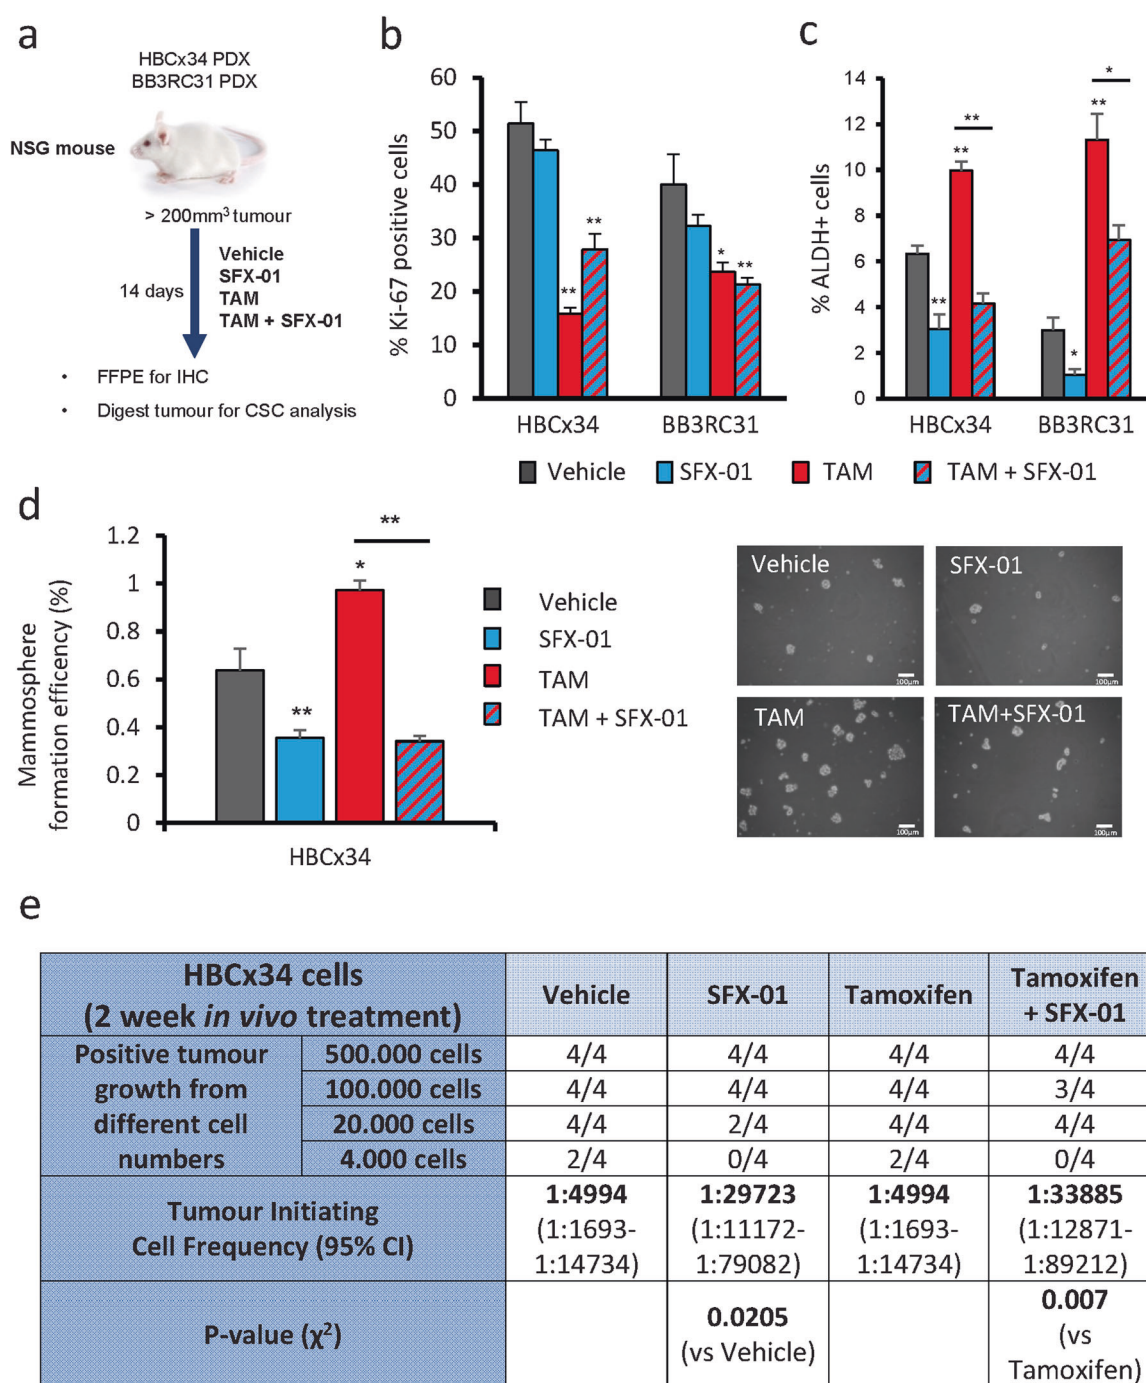 a
HBCx34 PDX
BB3RC31 PDX
NSG mouse
> 200mm³ tumour
14 days
Vehicle
SFX-01
TAM
TAM + SFX-01
• FFPE for IHC
• Digest tumour for CSC analysis
b
% Ki-67 positive cells
60
50
40
30
20
10
0
**
**
*
**
HBCx34
BB3RC31
c
% ALDH+ cells
14
12
10
8
6
4
2
0
**
**
**
*
**
*
HBCx34
BB3RC31
Vehicle
SFX-01
TAM
TAM + SFX-01
d
Mammosphere
formation efficency (%)
1.2
1
0.8
0.6
0.4
0.2
0
**
*
**
HBCx34
Vehicle
SFX-01
TAM
TAM + SFX-01
Vehicle
100µm
SFX-01
100µm
TAM
100µm
TAM+SFX-01
100µm
e
HBCx34 cells
(2 week in vivo treatment)
Vehicle
SFX-01
Tamoxifen
Tamoxifen
+ SFX-01
Positive tumour
growth from
different cell
numbers
500.000 cells 4/4 4/4 4/4 4/4
100.000 cells 4/4 4/4 4/4 3/4
20.000 cells 4/4 2/4 4/4 4/4
4.000 cells 2/4 0/4 2/4 0/4
Tumour Initiating
Cell Frequency (95% CI)
1:4994
(1:1693-
1:14734)
1:29723
(1:11172-
1:79082)
1:4994
(1:1693-
1:14734)
1:33885
(1:12871-
1:89212)
P-value (χ²)
0.0205
(vs Vehicle)
0.007
(vs
Tamoxifen)